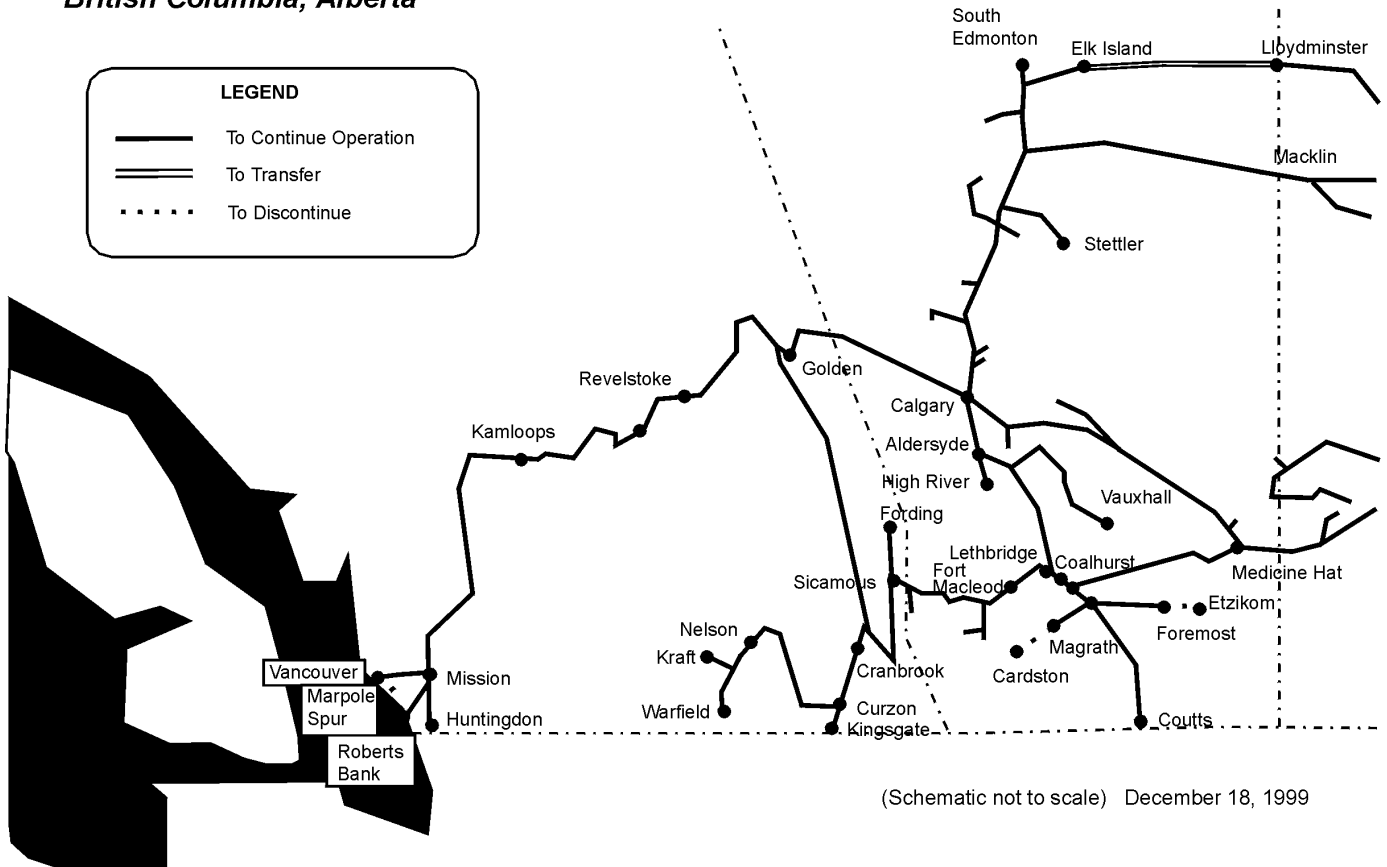 British Columbia, Alberta
LEGEND
To Continue Operation
To Transfer
To Discontinue
South
Edmonton
Elk Island
Lloydminster
Macklin
Stettler
Golden
Revelstoke
Kamloops
Calgary
Aldersyde
High River
Vauxhall
Fording
Lethbridge
Coalhurst
Fort
Macleod
Sicamous
Medicine Hat
Etzikom
Foremost
Magrath
Cardston
Nelson
Kraft
Cranbrook
Warfield
Curzon
Kingsgate
Coutts
Vancouver
Mission
Marpole
Spur
Huntingdon
Roberts
Bank
(Schematic not to scale) December 18, 1999